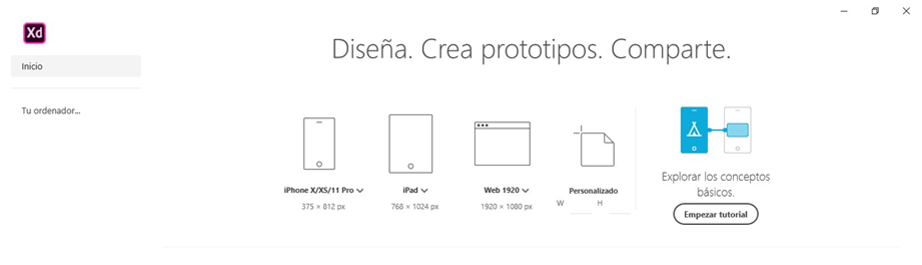 Xd
Diseña. Crea prototipos. Comparte.
Inicio
Tu ordenador...
iPhone X/XS/11 Pro
375 × 812 px
iPad
768 × 1024 px
Web 1920
1920 × 1080 px
Personalizado
W H
Explorar los conceptos
básicos.
Empezar tutorial